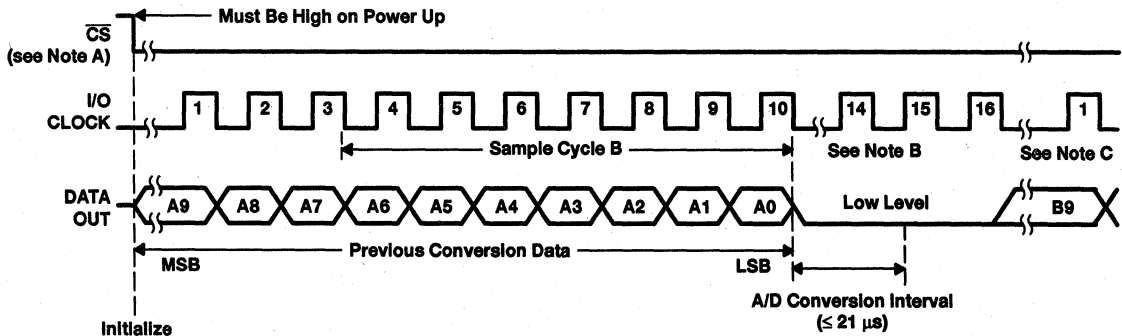 Must Be High on Power Up
CS
(see Note A)
I/O
CLOCK
1 2 3 4 5 6 7 8 9 10 14 15 16 1
Sample Cycle B
See Note B
See Note C
DATA
OUT
A9 A8 A7 A6 A5 A4 A3 A2 A1 A0 Low Level B9
Previous Conversion Data
MSB
LSB
A/D Conversion Interval
(≤ 21 μs)
Initialize